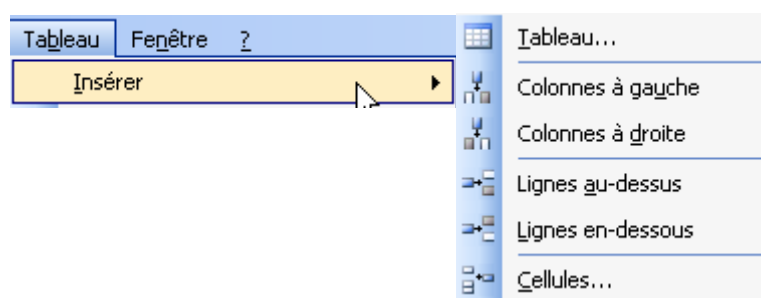 Tableau Fenêtre ?
Insérer
Tableau...
Colonnes à gauche
Colonnes à droite
Lignes au-dessus
Lignes en-dessous
Cellules...